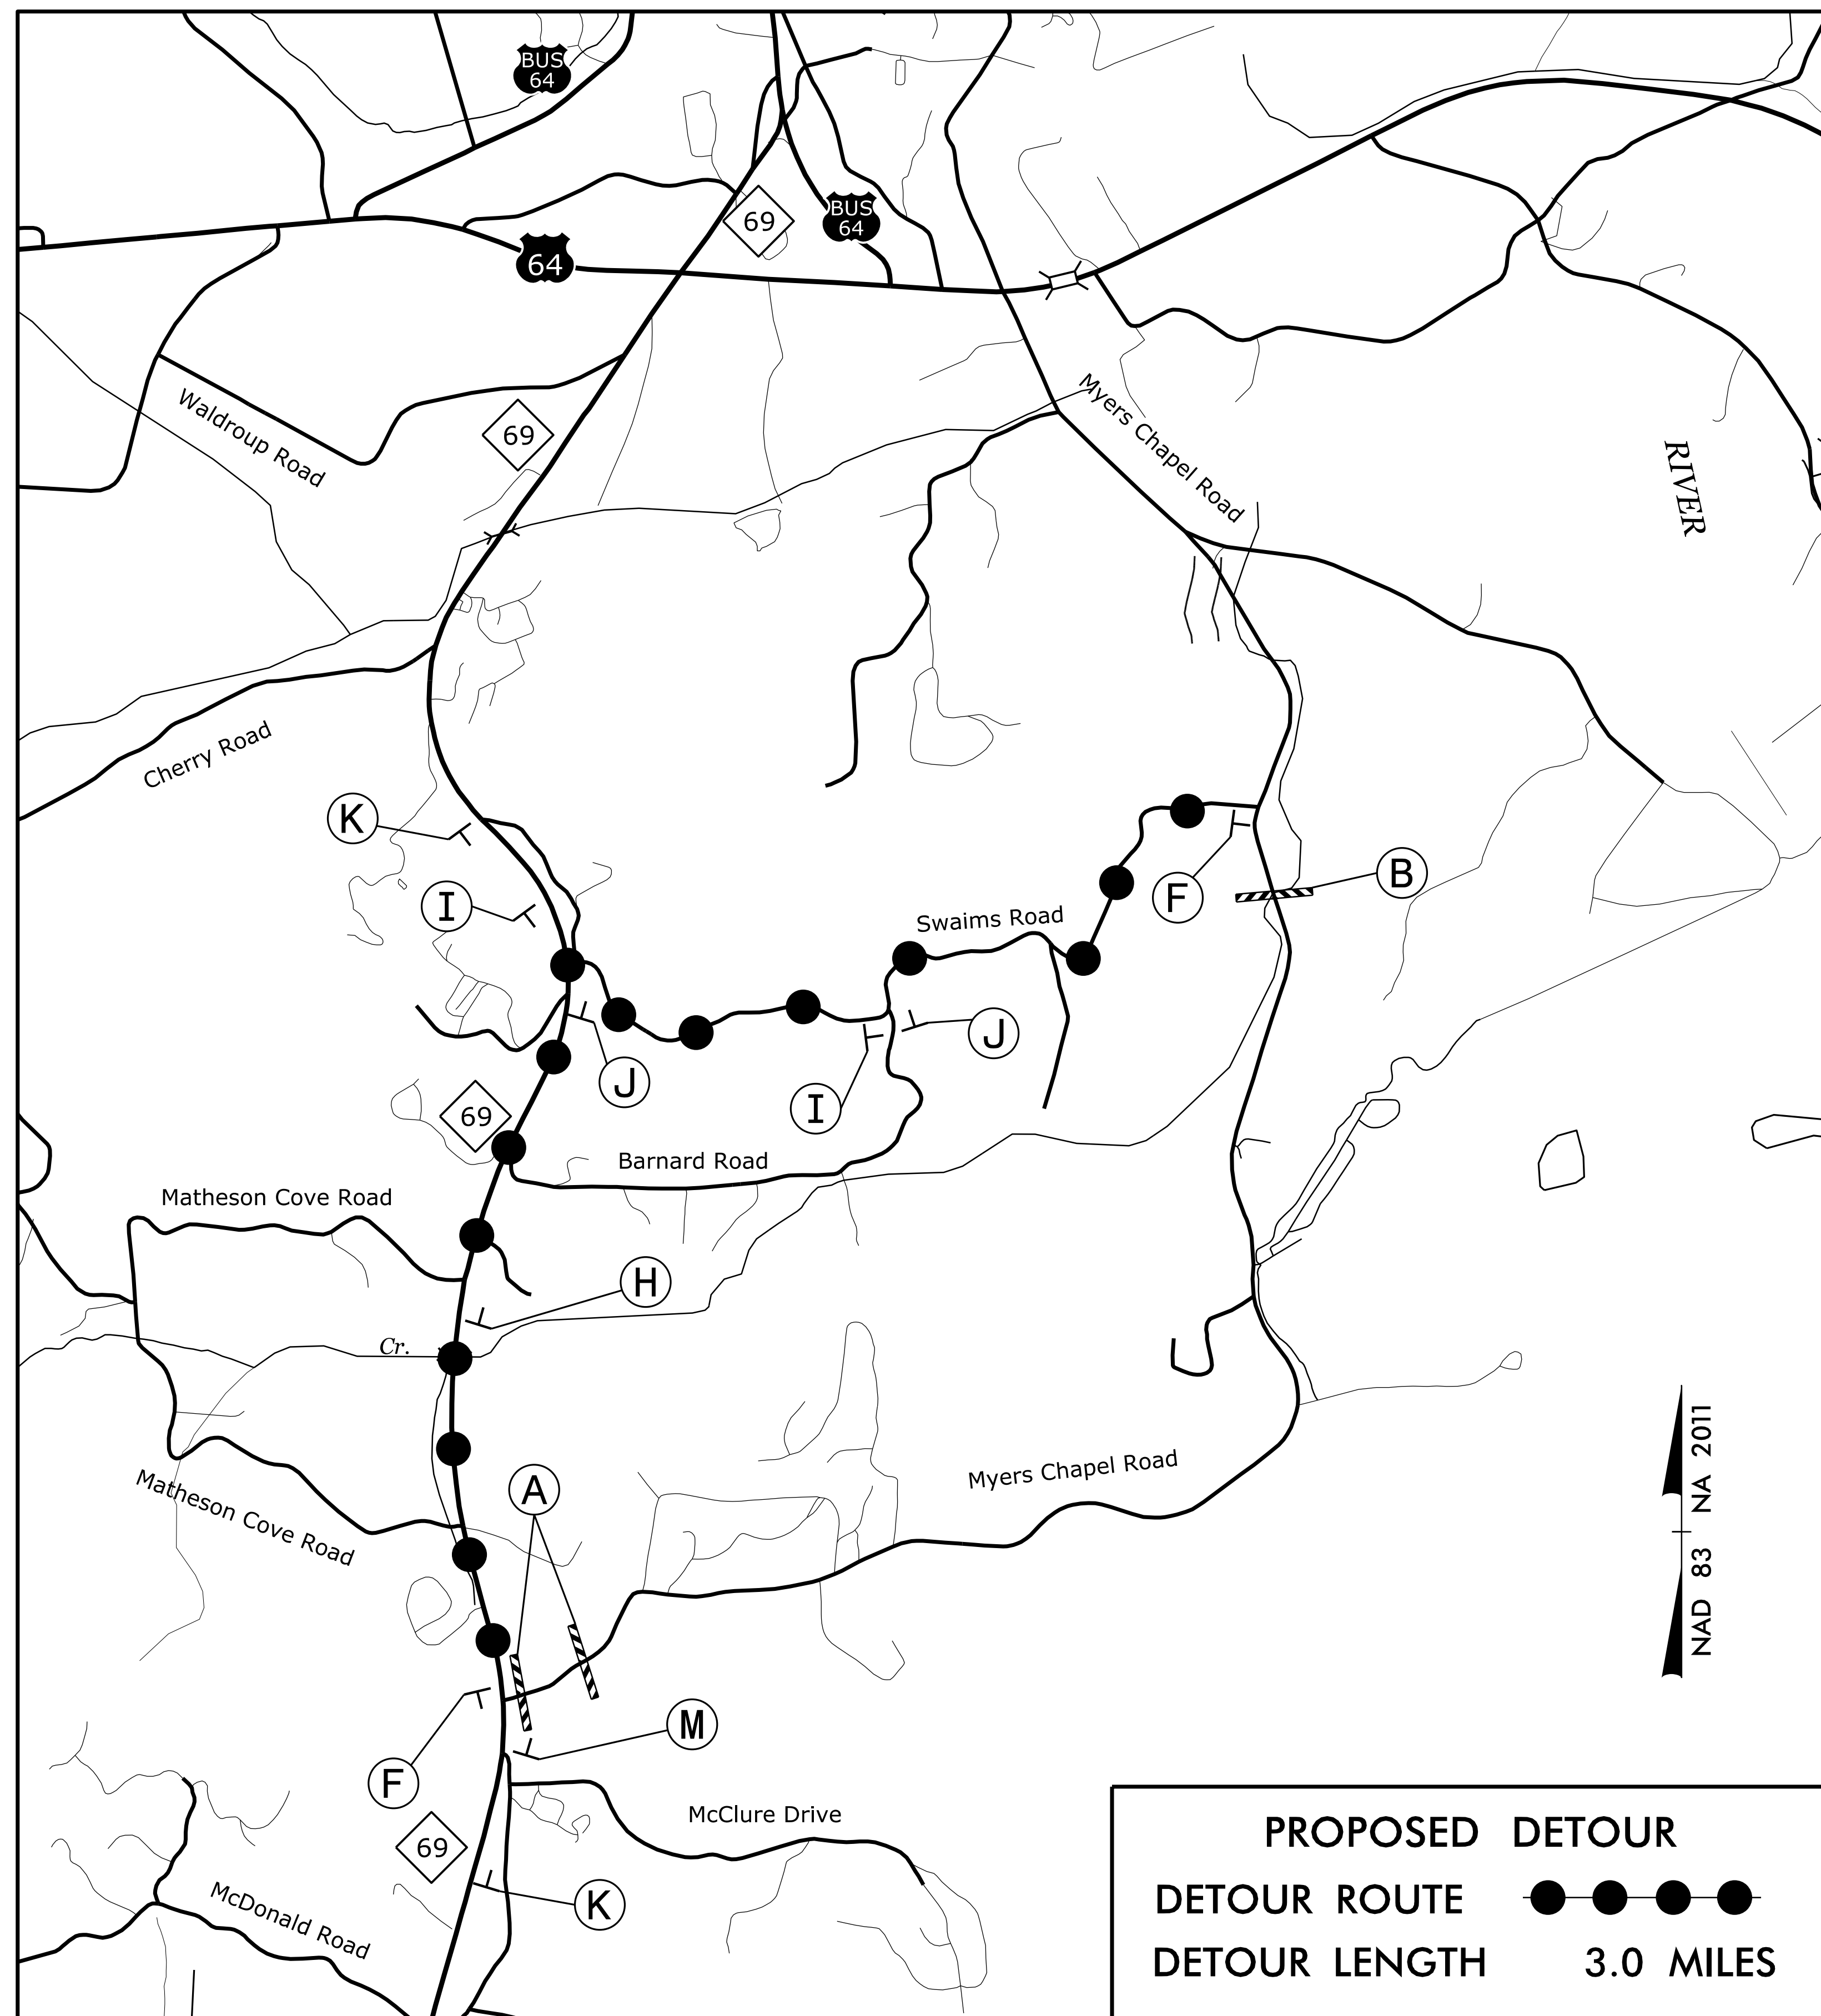 BUS
64
69
BUS
64
64
Waldroup Road
69
Myers Chapel Road
RIVER
Cherry Road
K
I
F
B
Swaims Road
J
J
I
69
Barnard Road
Matheson Cove Road
H
Cr.
Myers Chapel Road
A
Matheson Cove Road
NAD 83 NA 2011
M
F
McClure Drive
69
K
McDonald Road
PROPOSED DETOUR
DETOUR ROUTE
DETOUR LENGTH 3.0 MILES